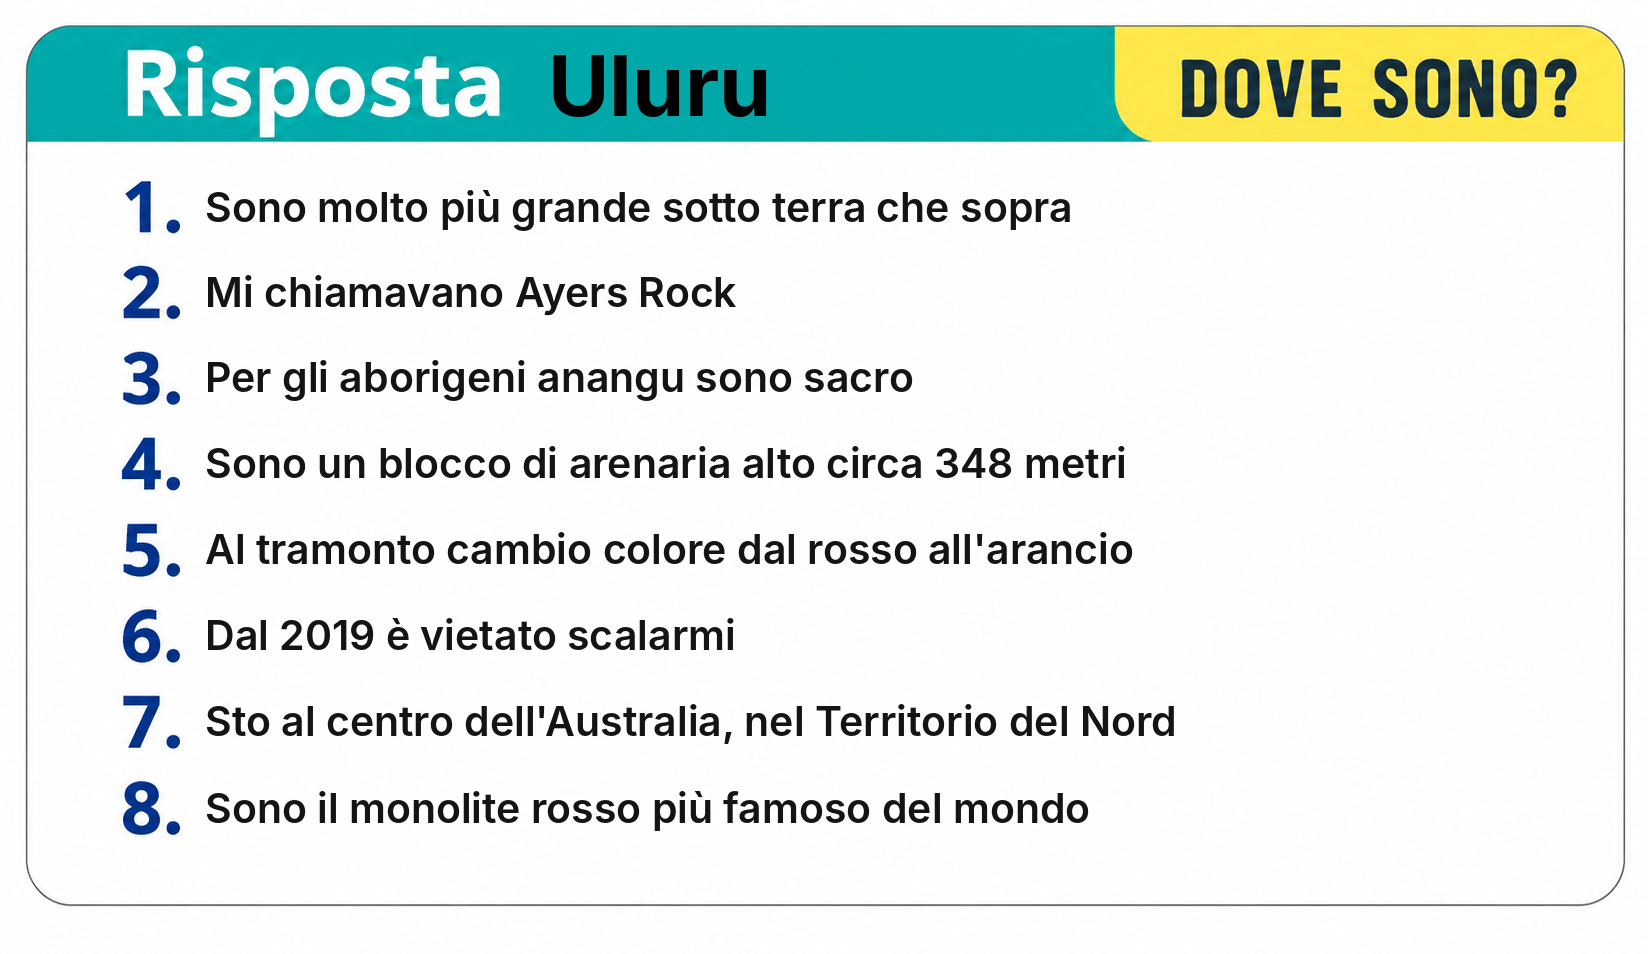 Risposta Uluru
DOVE SONO?
1. Sono molto più grande sotto terra che sopra
2. Mi chiamavano Ayers Rock
3. Per gli aborigeni anangu sono sacro
4. Sono un blocco di arenaria alto circa 348 metri
5. Al tramonto cambio colore dal rosso all'arancio
6. Dal 2019 è vietato scalarmi
7. Sto al centro dell'Australia, nel Territorio del Nord
8. Sono il monolite rosso più famoso del mondo